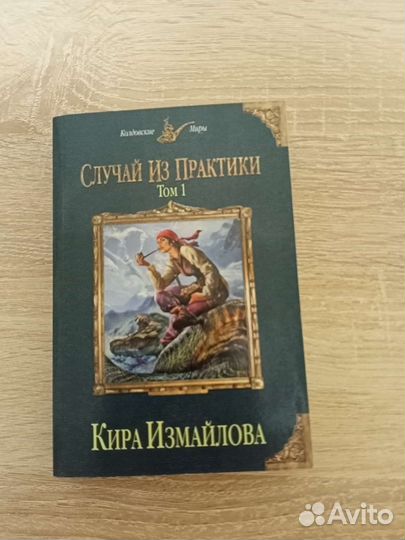 Колдовские Миры
Случай из Практики
Том 1
Кира Измайлова
Avito